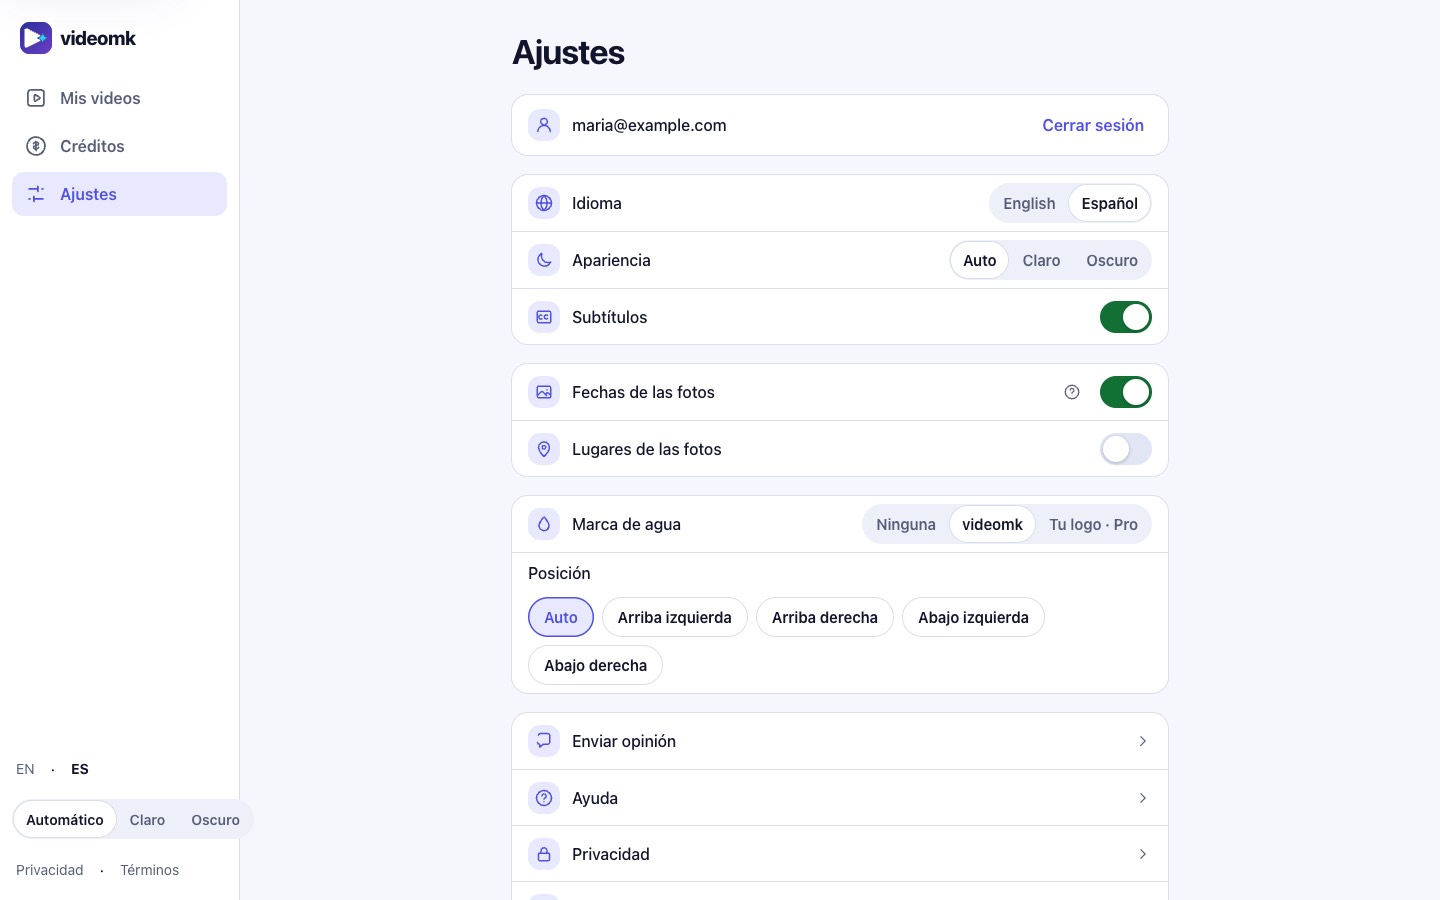 videomk
Mis videos
Créditos
Ajustes
EN · ES
Automático Claro Oscuro
Privacidad · Términos
Ajustes
maria@example.com Cerrar sesión
Idioma English Español
Apariencia Auto Claro Oscuro
CC Subtítulos
Fechas de las fotos ?
Lugares de las fotos
Marca de agua Ninguna videomk Tu logo · Pro
Posición
Auto Arriba izquierda Arriba derecha Abajo izquierda
Abajo derecha
Enviar opinión
? Ayuda
Privacidad